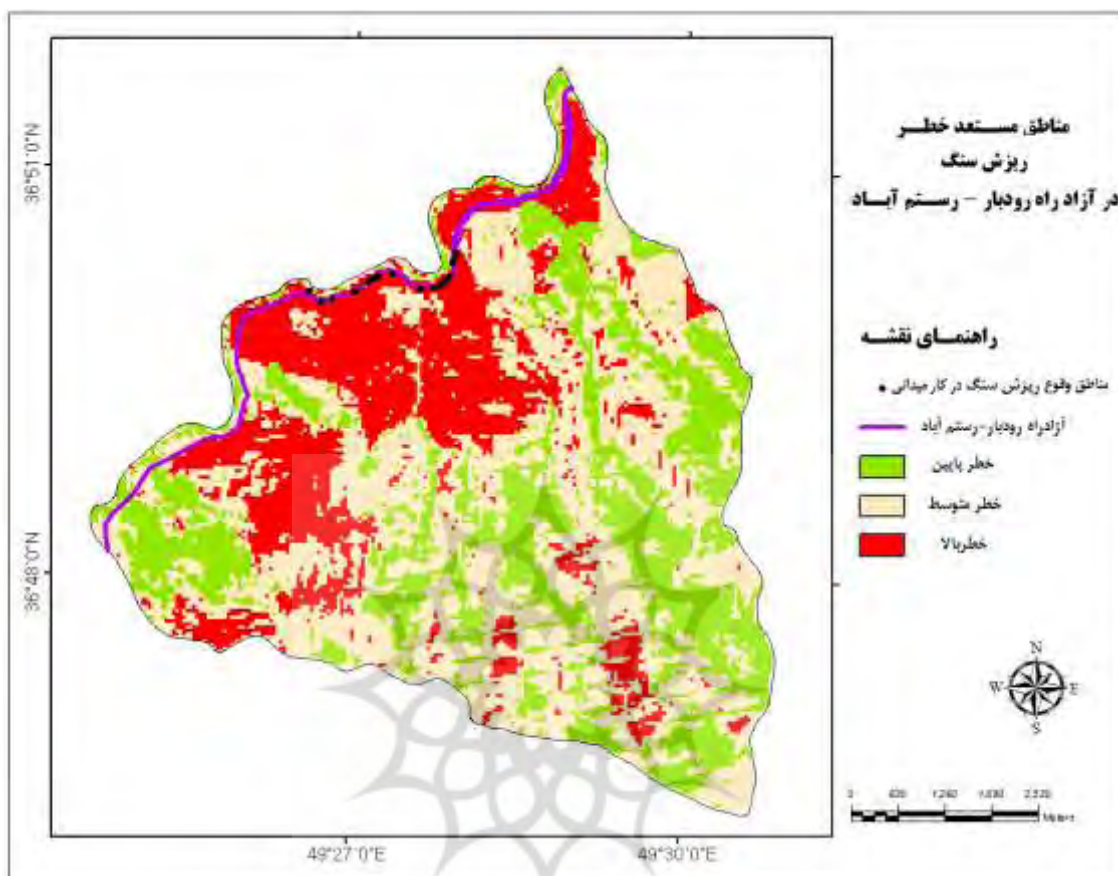 مناطق مستعد خطر
ریزش سنگ
در آزاد راه رودبار – رستم آباد
راهنمای نقشه
مناطق وقوع ریزش سنگ در کار میدانی
آزادراه رودبار-رستم آباد
خطر پایین
خطر متوسط
خطربالا
N
W E
S
0
Meters
36°51'0"N
36°48'0"N
49°27'0"E
49°30'0"E